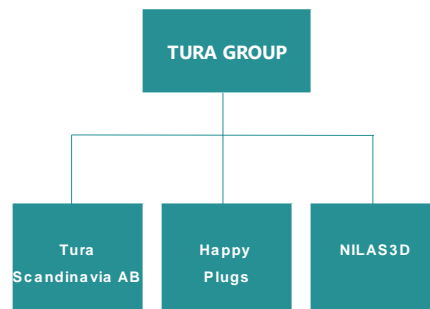 TURA GROUP
Tura
Scandinavia AB
Happy
Plugs
NILAS3D